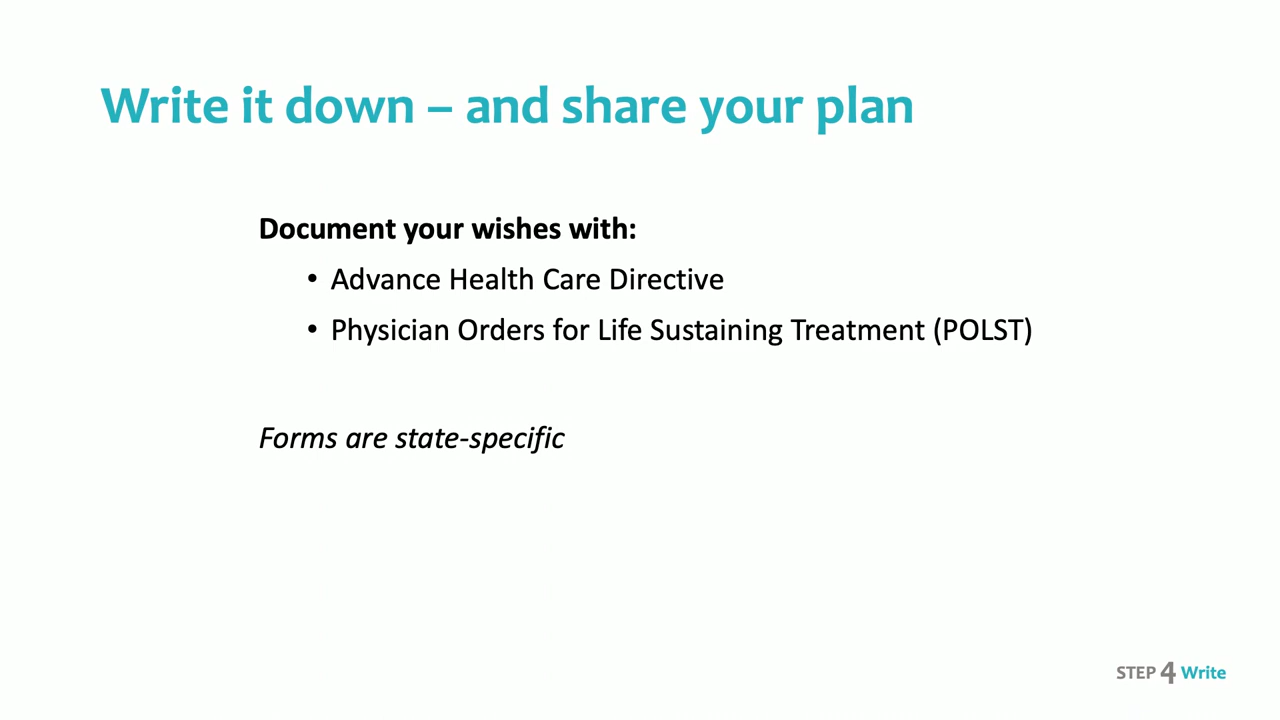 Write it down – and share your plan
Document your wishes with:
• Advance Health Care Directive
• Physician Orders for Life Sustaining Treatment (POLST)
Forms are state-specific
STEP 4 Write